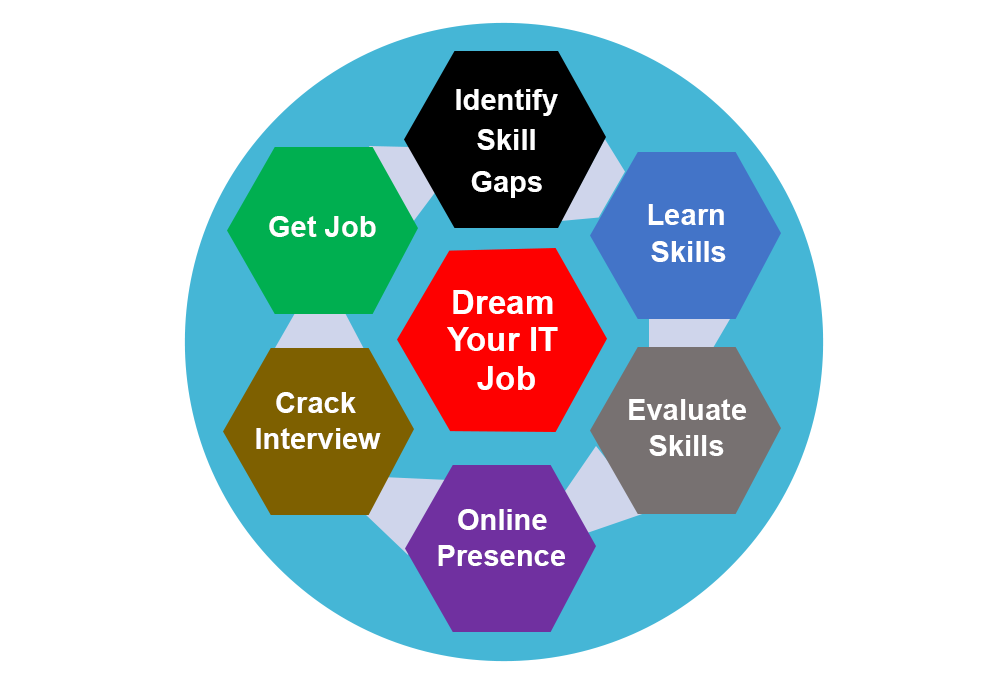 Identify
Skill
Gaps
Learn
Skills
Evaluate
Skills
Online
Presence
Crack
Interview
Get Job
Dream
Your IT
Job